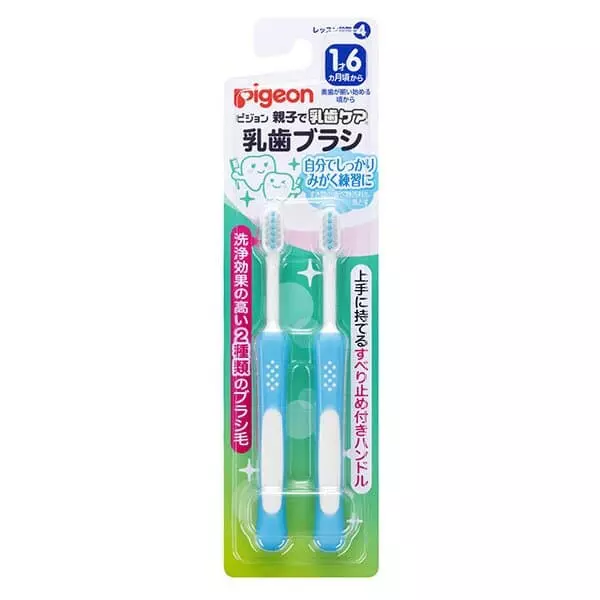 レッスン段階 4
1才6
カ月頃から
奥歯が揃い始める
頃から
Pigeon
ピジョン 親子で乳歯ケア
乳歯ブラシ
自分でしっかり
みがく練習に
洗浄効果の高い2種類のブラシ毛
上手に持てるすべり止め付きハンドル